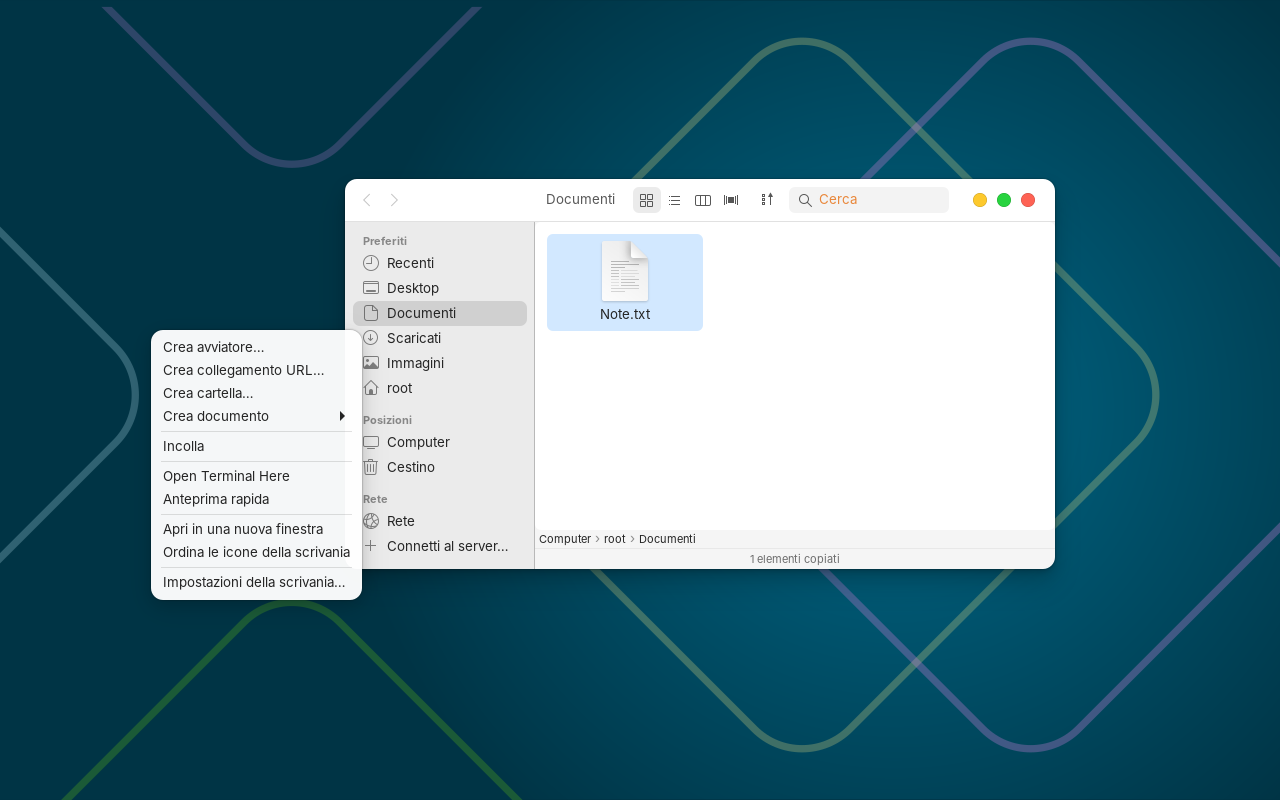 Documenti
Cerca
Preferiti
Recenti
Desktop
Documenti
Scaricati
Immagini
root
Posizioni
Computer
Cestino
Rete
Rete
Connetti al server...
Note.txt
Computer › root › Documenti
1 elementi copiati
Crea avviatore...
Crea collegamento URL...
Crea cartella...
Crea documento
Incolla
Open Terminal Here
Anteprima rapida
Apri in una nuova finestra
Ordina le icone della scrivania
Impostazioni della scrivania...